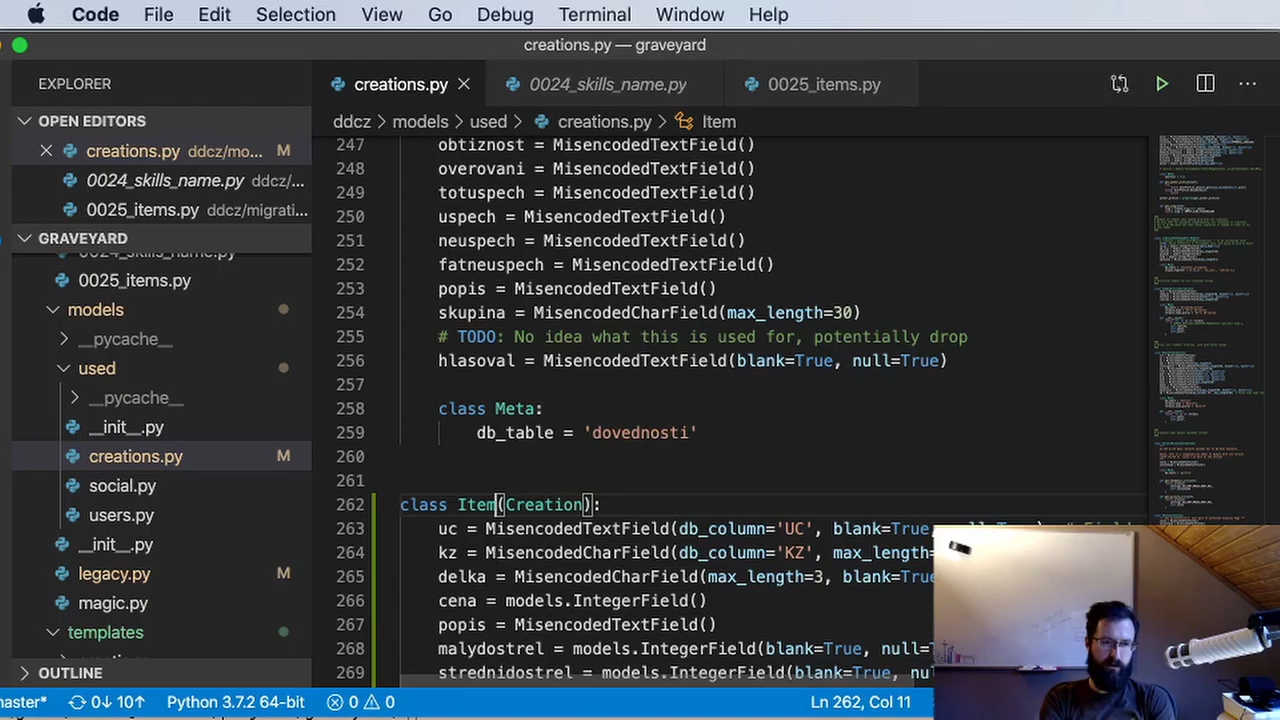 Code File Edit Selection View Go Debug Terminal Window Help
creations.py — graveyard
EXPLORER
creations.py
0024_skills_name.py
0025_items.py
OPEN EDITORS
ddcz > models > used > creations.py > Item
creations.py ddcz/mo... M
0024_skills_name.py ddcz/...
0025_items.py ddcz/migrati...
GRAVEYARD
0024_skills_name.py
0025_items.py
models
__pycache__
used
__pycache__
__init__.py
creations.py M
social.py
users.py
__init__.py
legacy.py M
magic.py
templates
OUTLINE
247 obtiznost = MisencodedTextField()
248 overovani = MisencodedTextField()
249 totuspech = MisencodedTextField()
250 uspech = MisencodedTextField()
251 neuspech = MisencodedTextField()
252 fatneuspech = MisencodedTextField()
253 popis = MisencodedTextField()
254 skupina = MisencodedCharField(max_length=30)
255 # TODO: No idea what this is used for, potentially drop
256 hlasoval = MisencodedTextField(blank=True, null=True)
257
258 class Meta:
259 db_table = 'dovednosti'
260
261
262 class Item(Creation):
263 uc = MisencodedTextField(db_column='UC', blank=True,
264 kz = MisencodedCharField(db_column='KZ', max_length=
265 delka = MisencodedCharField(max_length=3, blank=True
266 cena = models.IntegerField()
267 popis = MisencodedTextField()
268 malydostrel = models.IntegerField(blank=True, null=
269 strednidostrel = models.IntegerField(blank=True, nul
master* 0↓ 10↑ Python 3.7.2 64-bit 0 0 Ln 262, Col 11